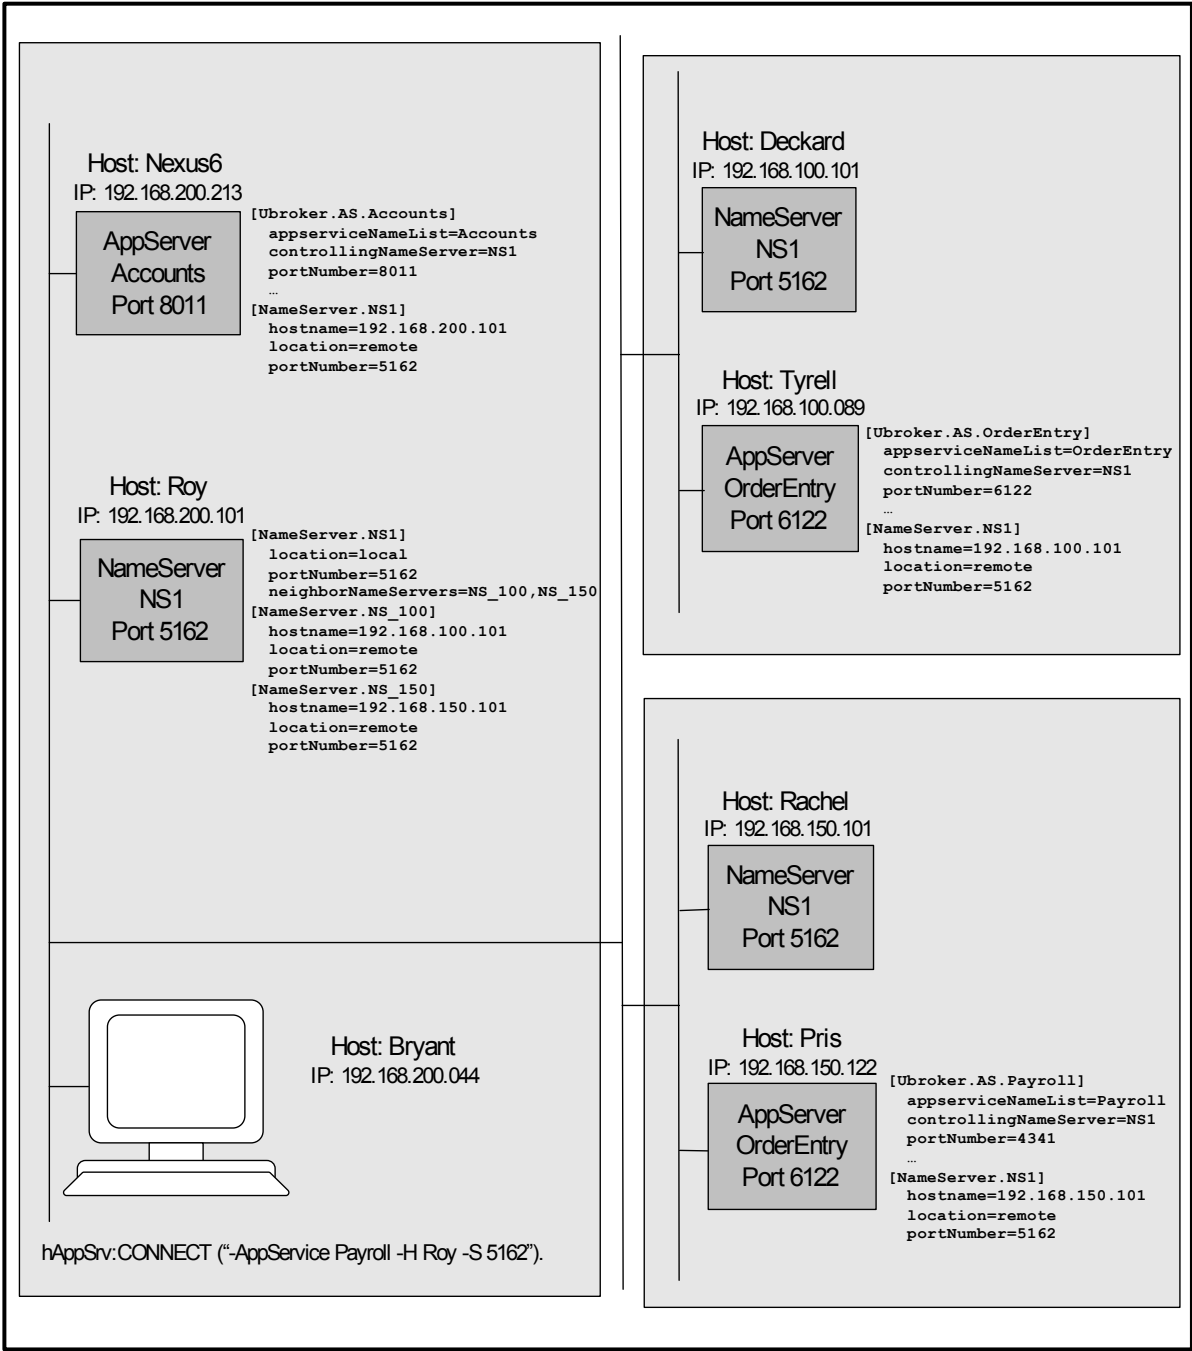 Host: Nexus6
IP: 192.168.200.213
AppServer
Accounts
Port 8011
[Ubroker.AS.Accounts]
appserviceNameList=Accounts
controllingNameServer=NS1
portNumber=8011
…
[NameServer.NS1]
hostname=192.168.200.101
location=remote
portNumber=5162
Host: Roy
IP: 192.168.200.101
NameServer
NS1
Port 5162
[NameServer.NS1]
location=local
portNumber=5162
neighborNameServers=NS_100,NS_150
[NameServer.NS_100]
hostname=192.168.100.101
location=remote
portNumber=5162
[NameServer.NS_150]
hostname=192.168.150.101
location=remote
portNumber=5162
Host: Bryant
IP: 192.168.200.044
hAppSrv:CONNECT (“-AppService Payroll -H Roy -S 5162”).
Host: Deckard
IP: 192.168.100.101
NameServer
NS1
Port 5162
Host: Tyrell
IP: 192.168.100.089
AppServer
OrderEntry
Port 6122
[Ubroker.AS.OrderEntry]
appserviceNameList=OrderEntry
controllingNameServer=NS1
portNumber=6122
…
[NameServer.NS1]
hostname=192.168.100.101
location=remote
portNumber=5162
Host: Rachel
IP: 192.168.150.101
NameServer
NS1
Port 5162
Host: Pris
IP: 192.168.150.122
AppServer
OrderEntry
Port 6122
[Ubroker.AS.Payroll]
appserviceNameList=Payroll
controllingNameServer=NS1
portNumber=4341
…
[NameServer.NS1]
hostname=192.168.150.101
location=remote
portNumber=5162